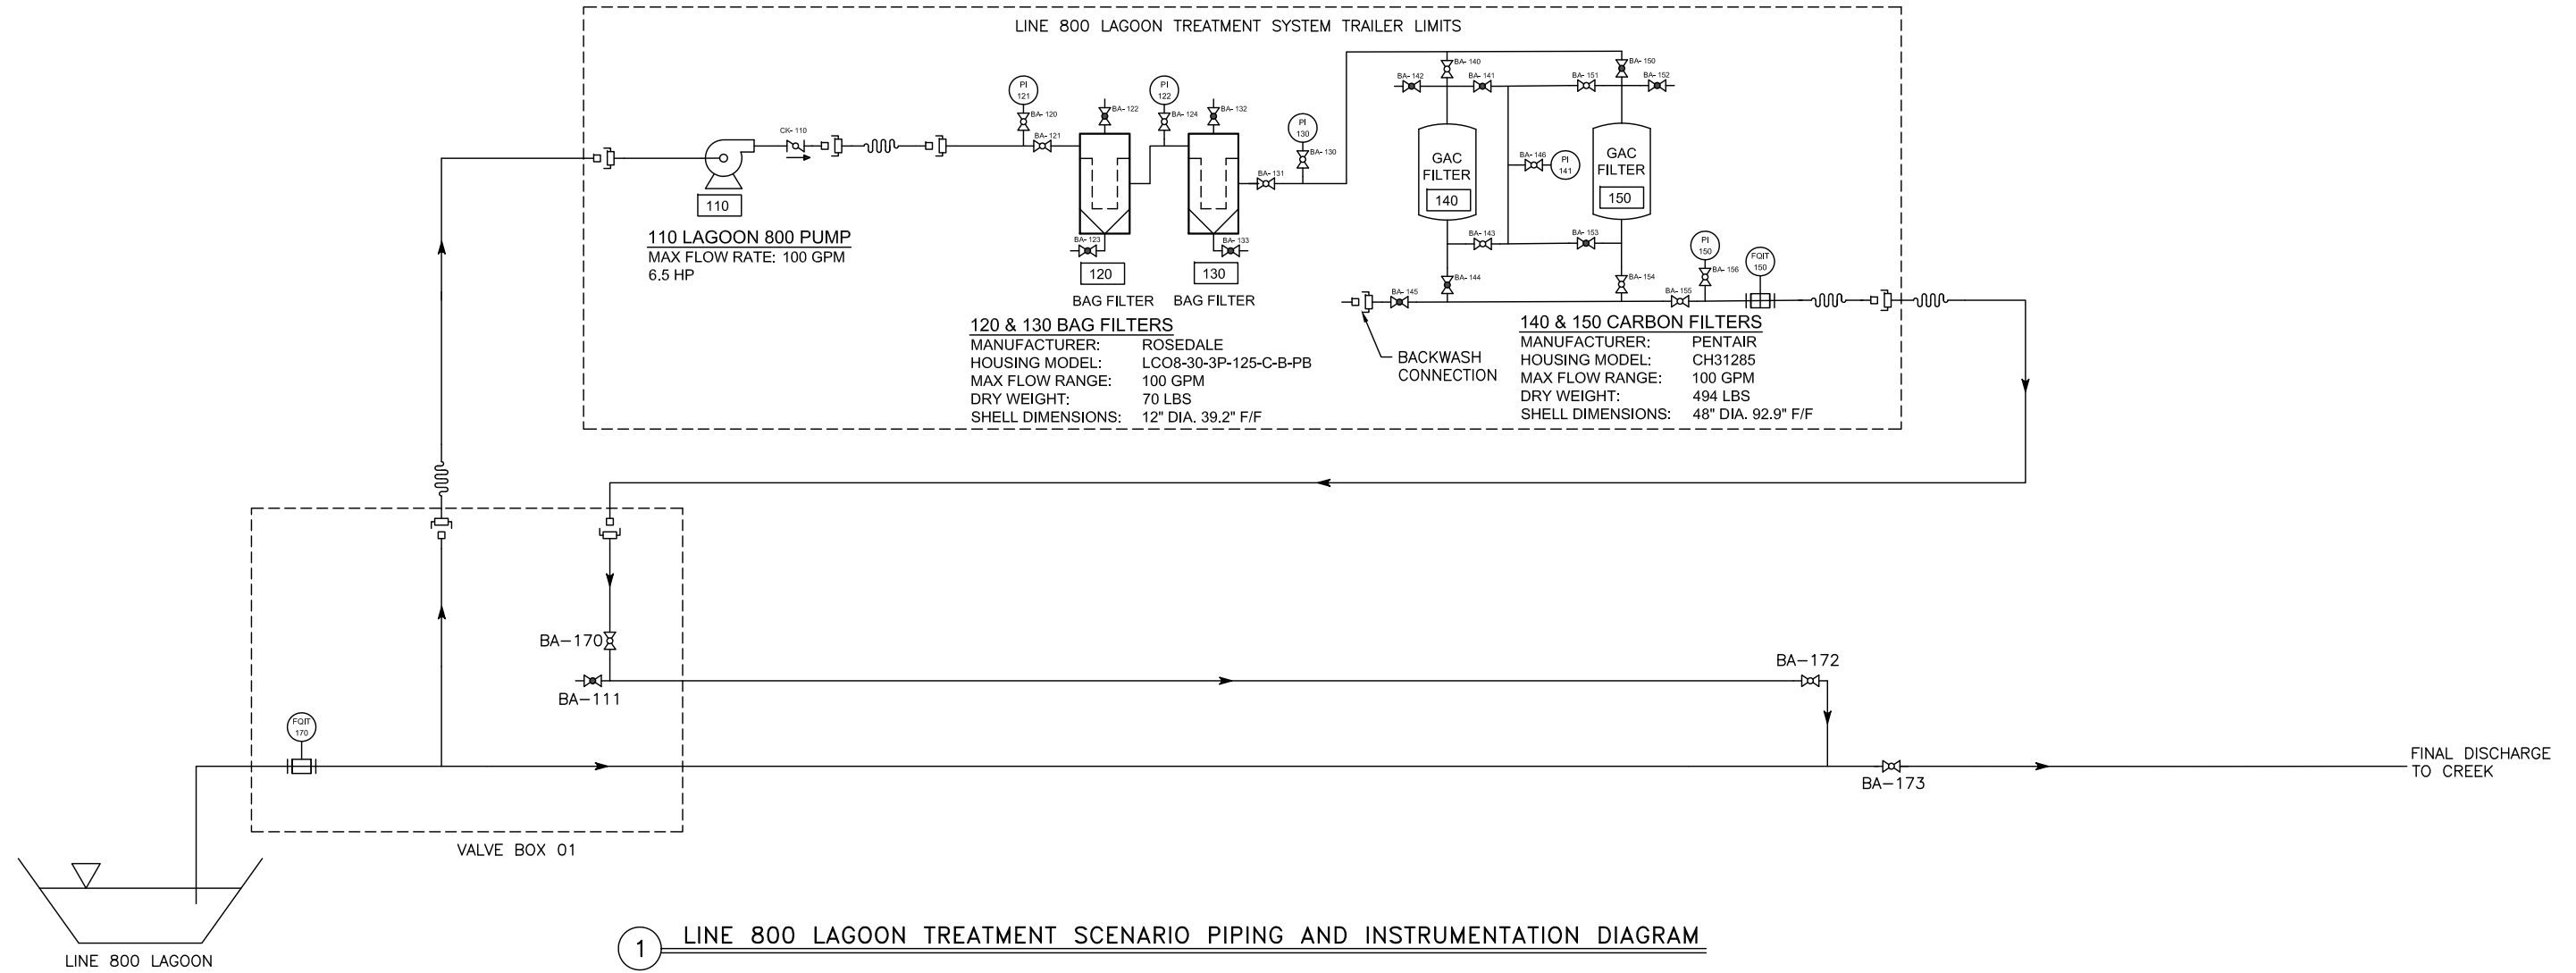 LINE 800 LAGOON TREATMENT SYSTEM TRAILER LIMITS
PI
121
BA-120
BA-121
BA-122
PI
122
BA-124
BA-132
PI
130
BA-130
BA-131
BA-123
BA-133
CK-110
110
110 LAGOON 800 PUMP
MAX FLOW RATE: 100 GPM
6.5 HP
120
BAG FILTER
130
BAG FILTER
120 & 130 BAG FILTERS
MANUFACTURER: ROSEDALE
HOUSING MODEL: LCO8-30-3P-125-C-B-PB
MAX FLOW RANGE: 100 GPM
DRY WEIGHT: 70 LBS
SHELL DIMENSIONS: 12" DIA. 39.2" F/F
BA-140
BA-142
BA-141
BA-151
BA-150
BA-152
GAC
FILTER
140
BA-146
PI
141
GAC
FILTER
150
BA-143
BA-153
BA-144
BA-154
BA-145
BA-155
PI
150
BA-156
FQIT
150
BACKWASH
CONNECTION
140 & 150 CARBON FILTERS
MANUFACTURER: PENTAIR
HOUSING MODEL: CH31285
MAX FLOW RANGE: 100 GPM
DRY WEIGHT: 494 LBS
SHELL DIMENSIONS: 48" DIA. 92.9" F/F
BA-170
BA-111
BA-172
FQIT
170
BA-173
FINAL DISCHARGE
TO CREEK
VALVE BOX 01
LINE 800 LAGOON
1 LINE 800 LAGOON TREATMENT SCENARIO PIPING AND INSTRUMENTATION DIAGRAM